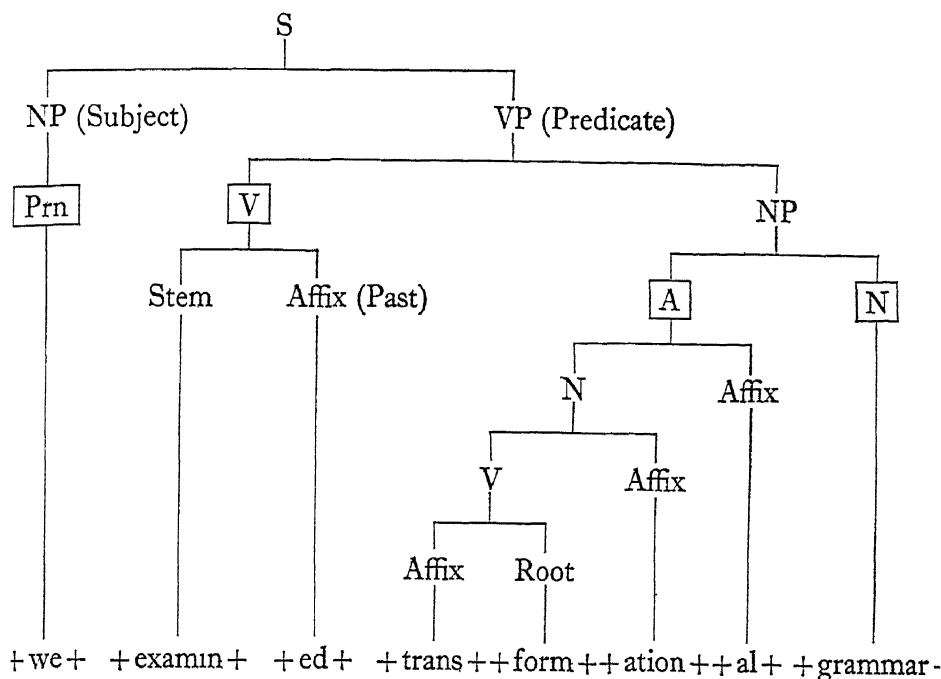 S
NP (Subject) VP (Predicate)
Prn V NP
Stem Affix (Past) A N
N Affix
V Affix
Affix Root
+we+ +examın+ +ed+ +trans++form++ation++al+ +grammar-